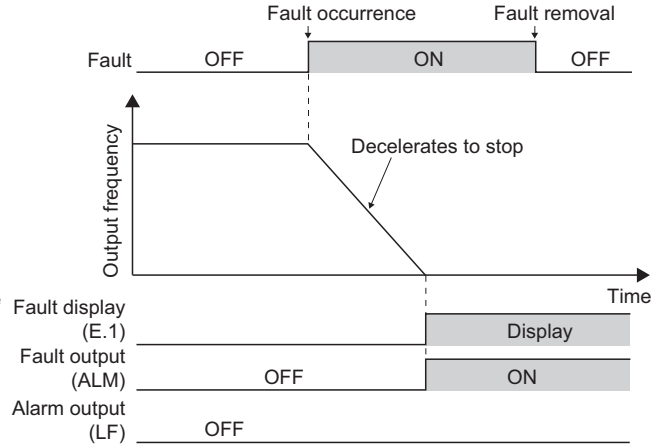 Fault occurrence Fault removal
Fault OFF ON OFF
Output frequency
Decelerates to stop
Time
Fault display
(E.1) Display
Fault output
(ALM) OFF ON
Alarm output
(LF) OFF